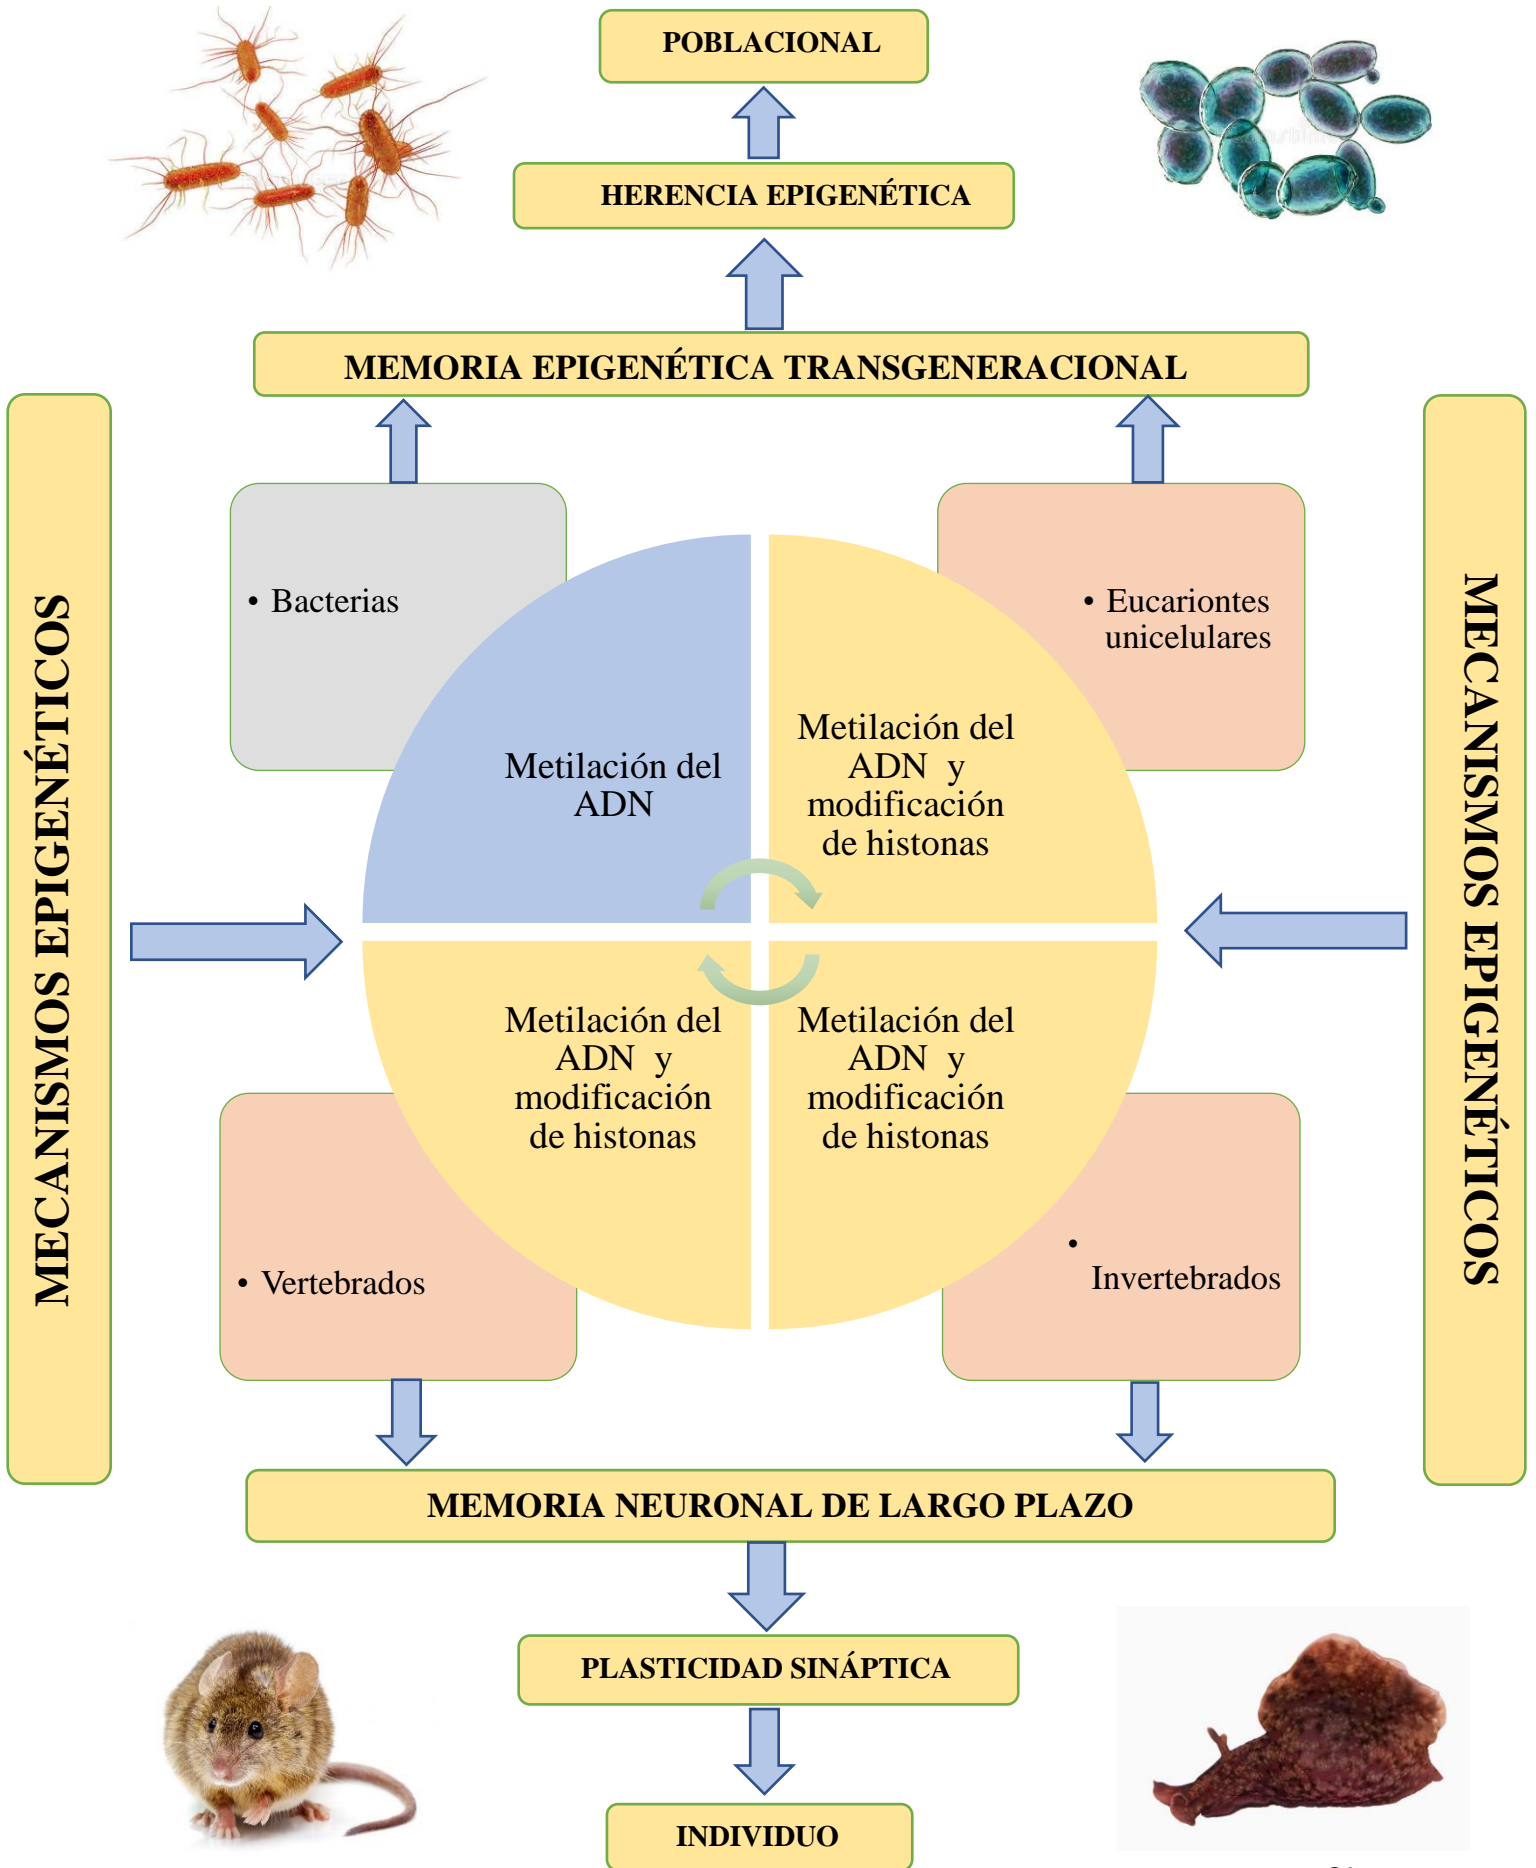 POBLACIONAL
HERENCIA EPIGENÉTICA
MEMORIA EPIGENÉTICA TRANSGENERACIONAL
MECANISMOS EPIGENÉTICOS
MECANISMOS EPIGENÉTICOS
• Bacterias
• Eucariontes
unicelulares
Metilación del
ADN
Metilación del
ADN y
modificación
de histonas
Metilación del
ADN y
modificación
de histonas
Metilación del
ADN y
modificación
de histonas
• Vertebrados
•
Invertebrados
MEMORIA NEURONAL DE LARGO PLAZO
PLASTICIDAD SINÁPTICA
INDIVIDUO